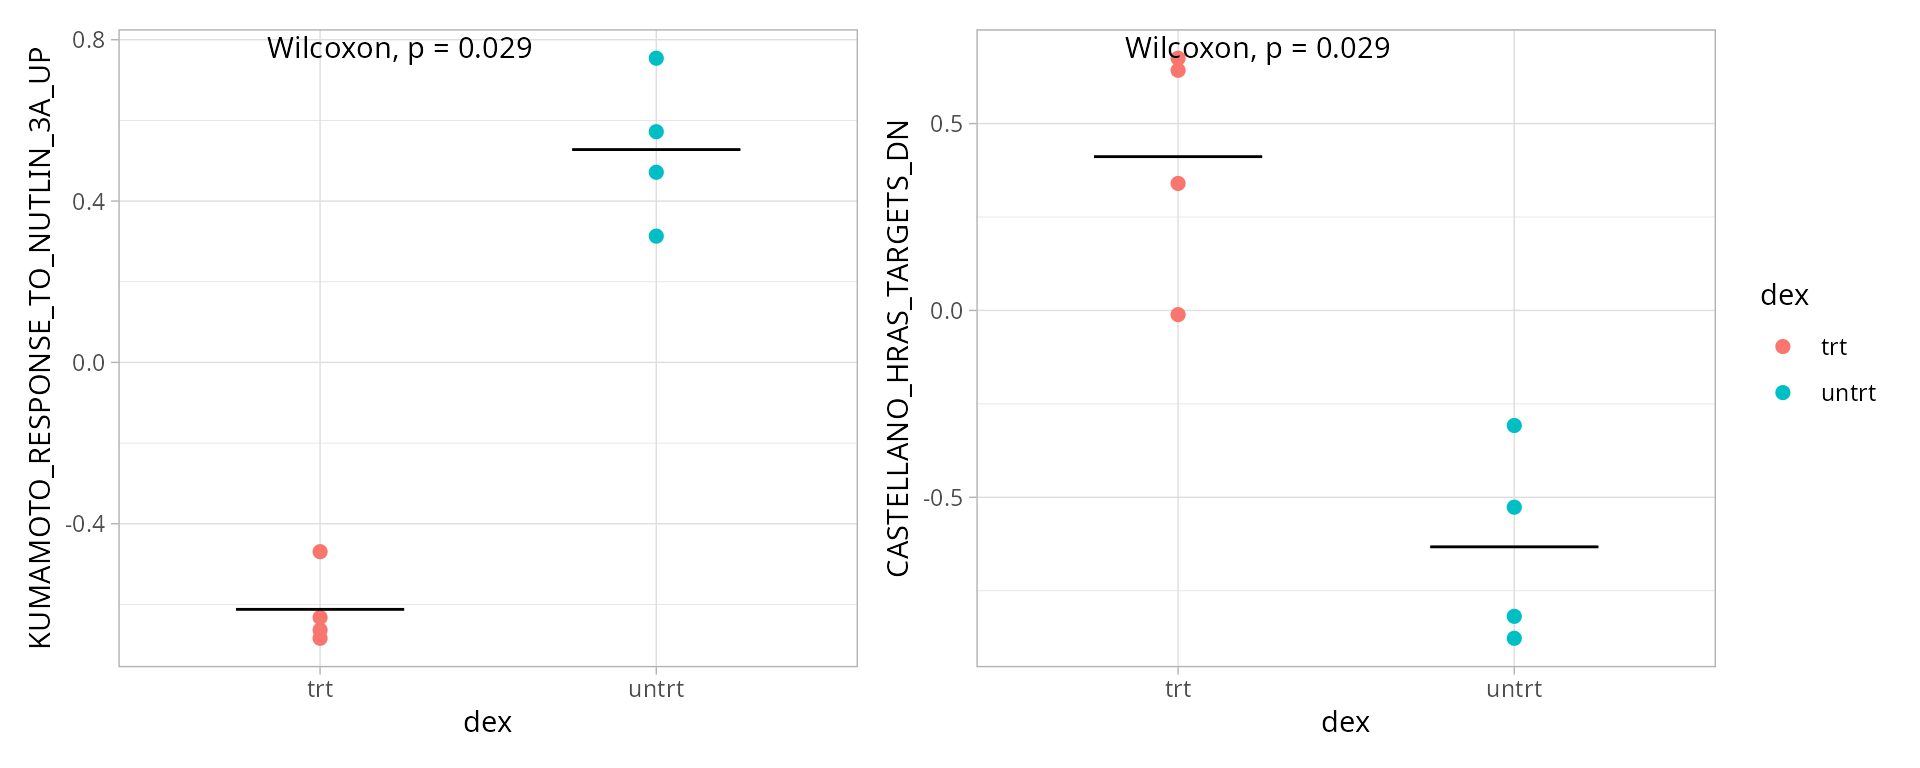 KUMAMOTO_RESPONSE_TO_NUTLIN_3A_UP
0.8
0.4
0.0
-0.4
Wilcoxon, p = 0.029
trt
untrt
dex
CASTELLANO_HRAS_TARGETS_DN
0.5
0.0
-0.5
Wilcoxon, p = 0.029
trt
untrt
dex
dex
trt
untrt